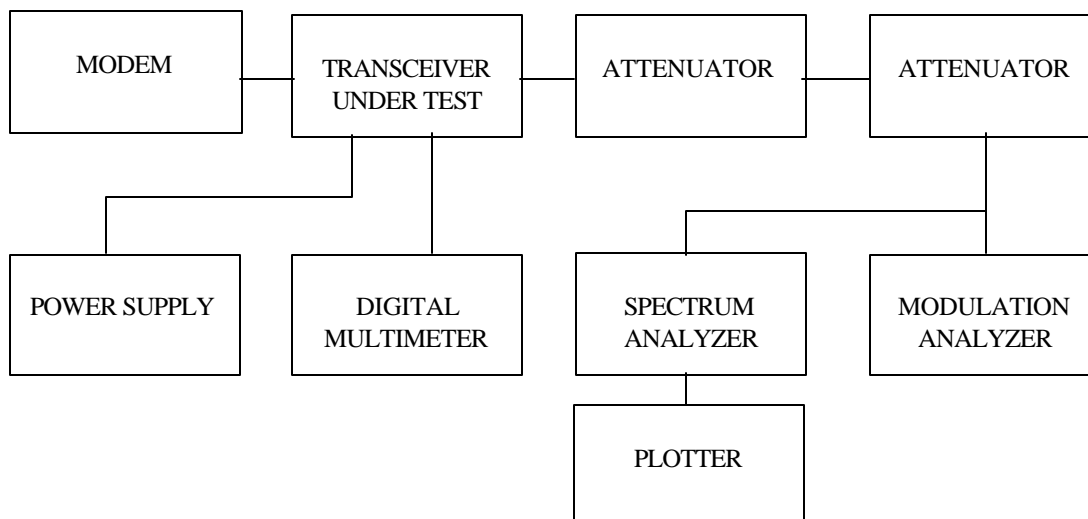 MODEM
TRANSCEIVER
UNDER TEST
ATTENUATOR
ATTENUATOR
POWER SUPPLY
DIGITAL
MULTIMETER
SPECTRUM
ANALYZER
MODULATION
ANALYZER
PLOTTER